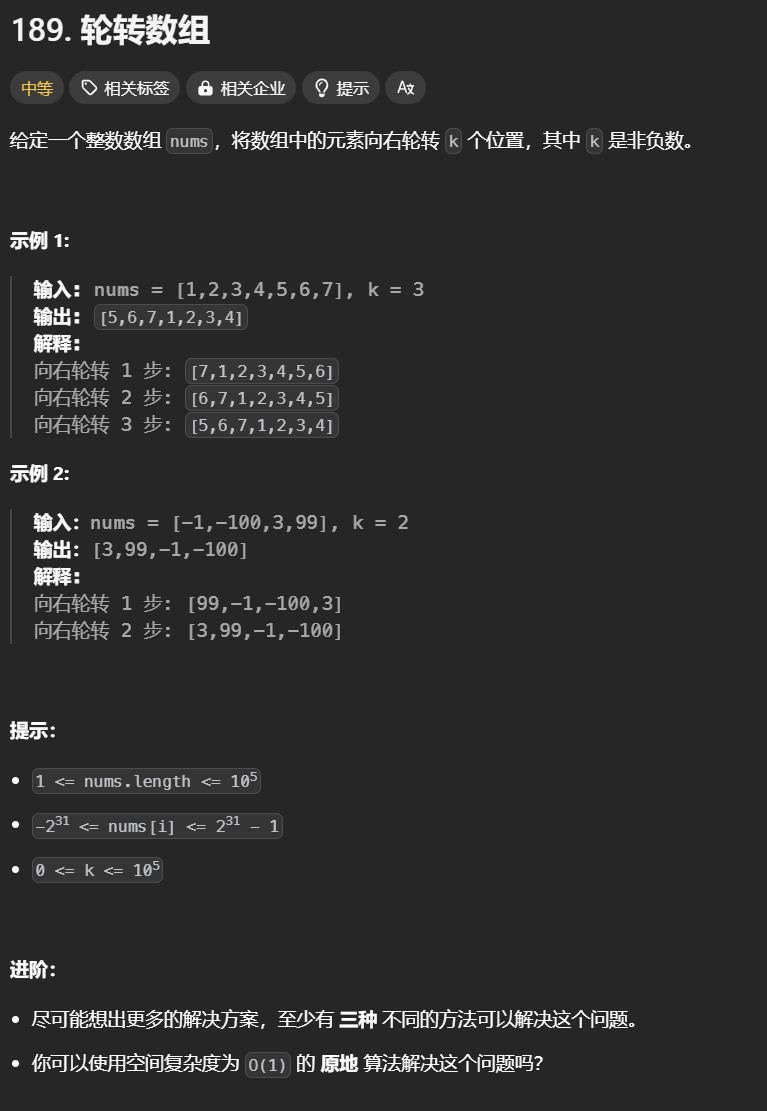 189. 轮转数组
中等 相关标签 相关企业 提示 Aあ
给定一个整数数组 nums，将数组中的元素向右轮转 k 个位置，其中 k 是非负数。
示例 1:
输入: nums = [1,2,3,4,5,6,7], k = 3
输出: [5,6,7,1,2,3,4]
解释:
向右轮转 1 步: [7,1,2,3,4,5,6]
向右轮转 2 步: [6,7,1,2,3,4,5]
向右轮转 3 步: [5,6,7,1,2,3,4]
示例 2:
输入：nums = [-1,-100,3,99], k = 2
输出：[3,99,-1,-100]
解释:
向右轮转 1 步: [99,-1,-100,3]
向右轮转 2 步: [3,99,-1,-100]
提示：
1 <= nums.length <= 10⁵
-2³¹ <= nums[i] <= 2³¹ - 1
0 <= k <= 10⁵
进阶：
尽可能想出更多的解决方案，至少有 三种 不同的方法可以解决这个问题。
你可以使用空间复杂度为 O(1) 的 原地 算法解决这个问题吗？